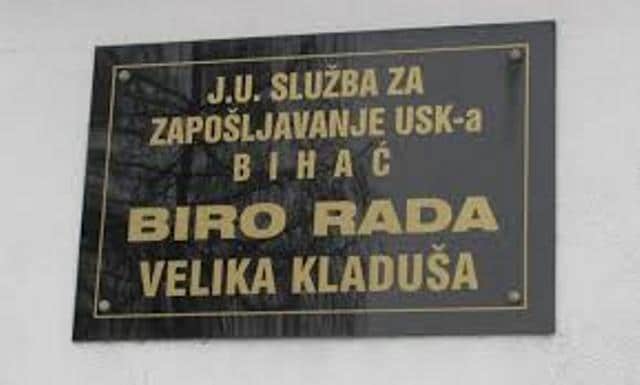 J.U. SLUŽBA ZA
ZAPOŠLJAVANJE USK-a
BIHAĆ
BIRO RADA
VELIKA KLADUŠA